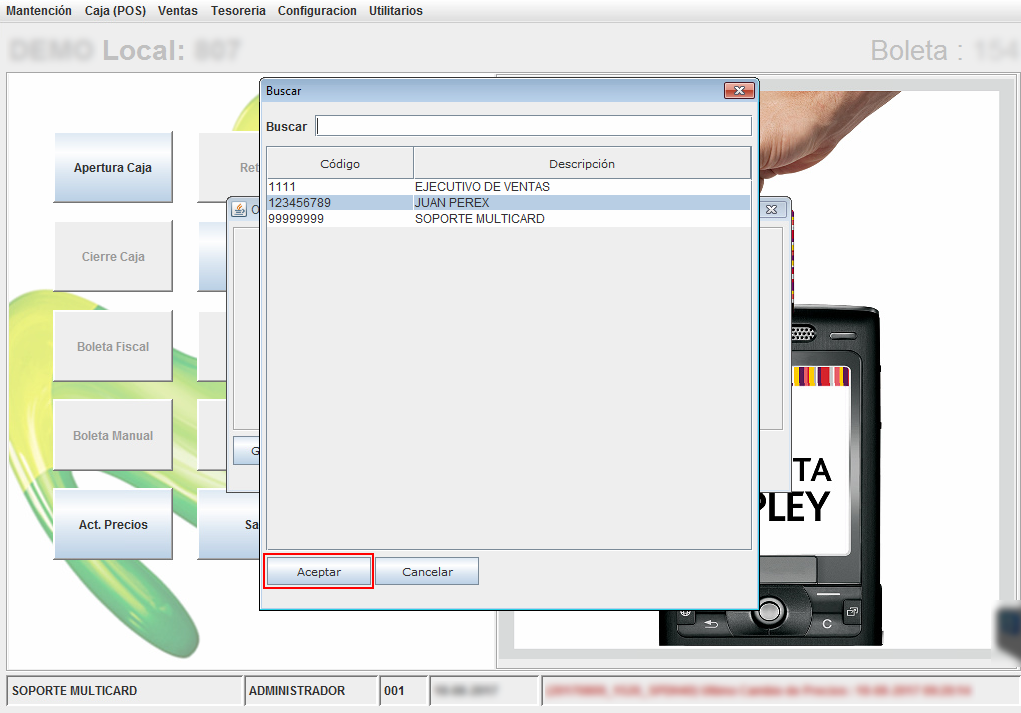 Mantención Caja (POS) Ventas Tesoreria Configuracion Utilitarios
DEMO Local: 807
Boleta : 154
Buscar
Buscar
Código Descripción
1111 EJECUTIVO DE VENTAS
123456789 JUAN PEREX
99999999 SOPORTE MULTICARD
Aceptar Cancelar
Apertura Caja
Ret
O
Cierre Caja
Boleta Fiscal
Boleta Manual
G
Act. Precios
Sa
TA
PLEY
C
SOPORTE MULTICARD ADMINISTRADOR 001